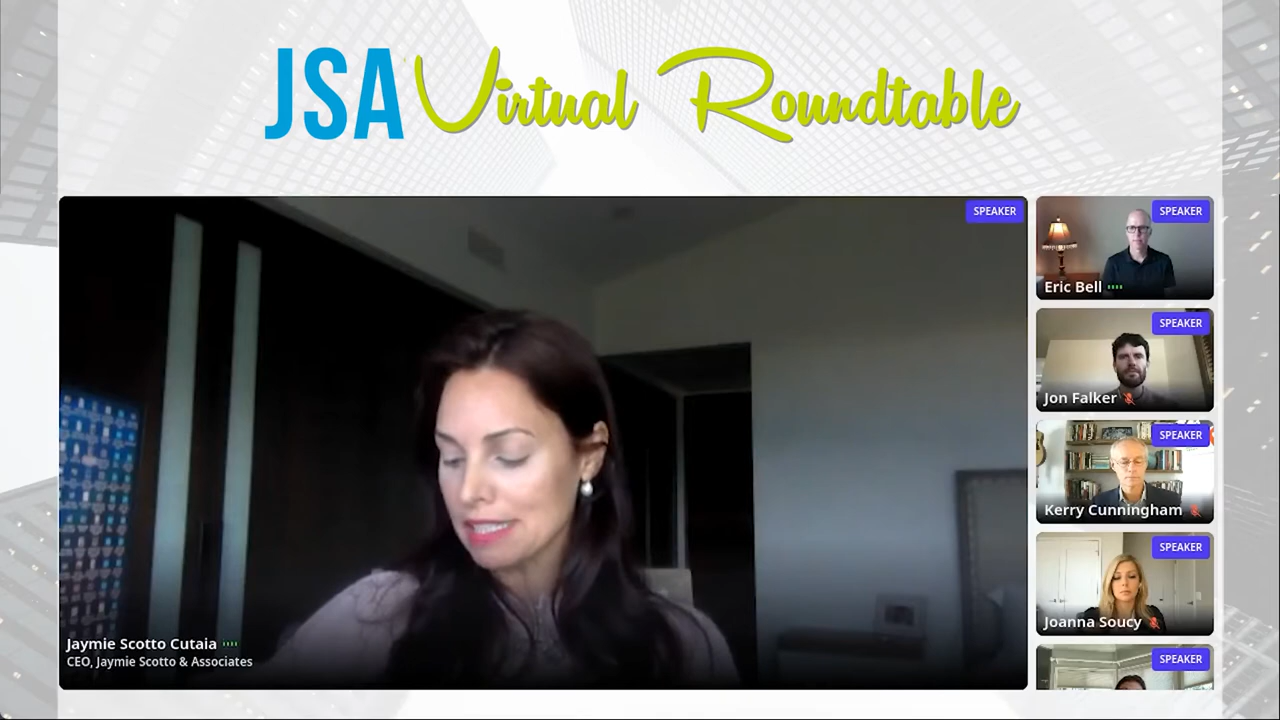 JSA Virtual Roundtable
SPEAKER
Jaymie Scotto Cutaia
CEO, Jaymie Scotto & Associates
SPEAKER
Eric Bell
SPEAKER
Jon Falker
SPEAKER
Kerry Cunningham
SPEAKER
Joanna Soucy
SPEAKER